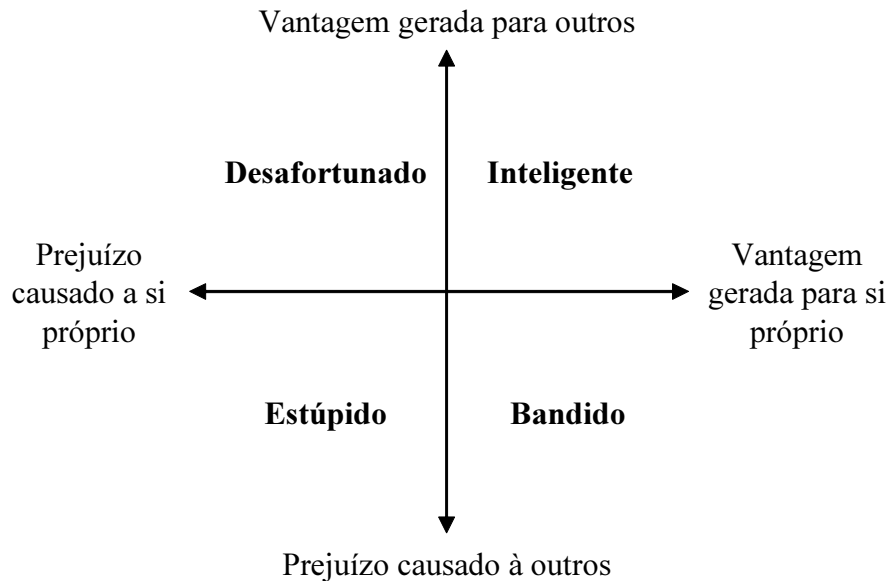 Vantagem gerada para outros
Desafortunado
Inteligente
Prejuízo
causado a si
próprio
Vantagem
gerada para si
próprio
Estúpido
Bandido
Prejuízo causado à outros